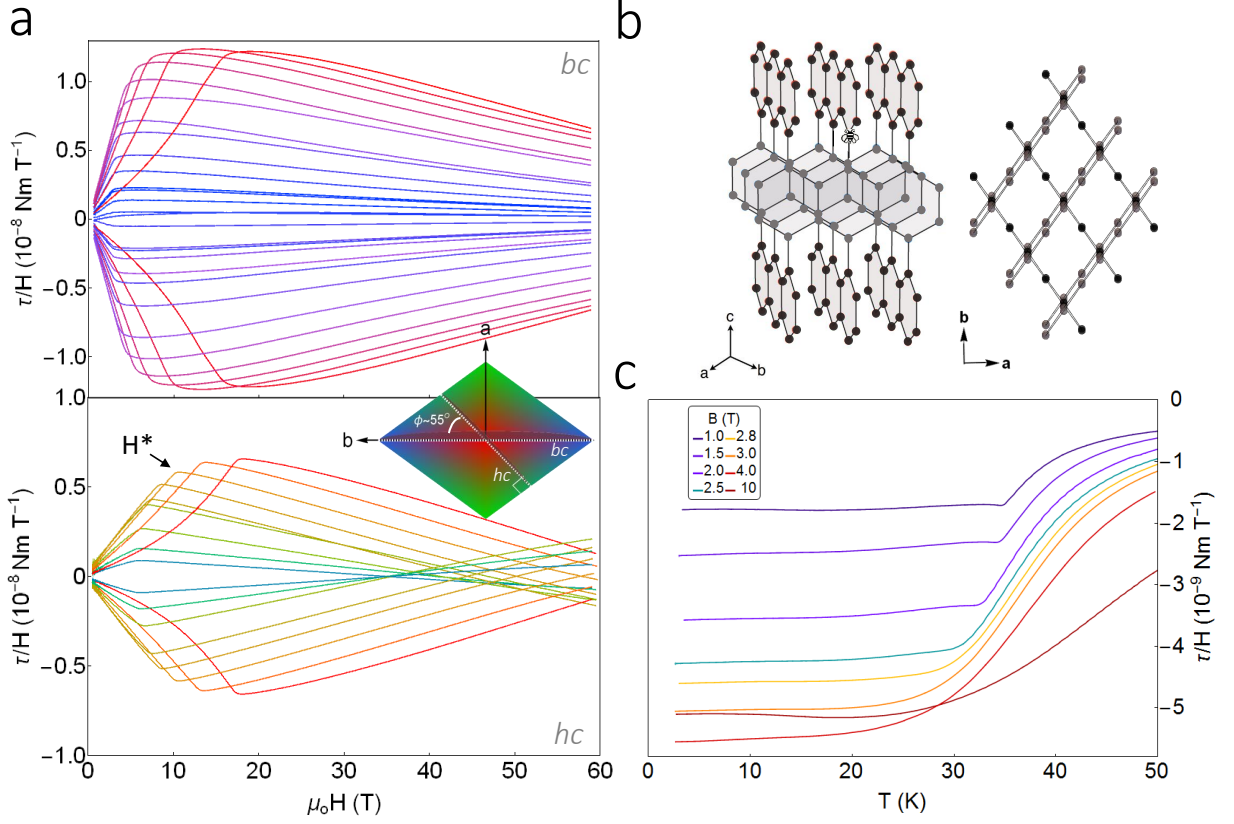 a
bc
τ/H (10⁻⁸ Nm T⁻¹)
1.0
0.5
0
−0.5
−1.0
1.0
H*
a
ϕ~55°
b
bc
hc
τ/H (10⁻⁸ Nm T⁻¹)
0.5
0
−0.5
−1.0
hc
0 10 20 30 40 50 60
μₒH (T)
b
c
a b
b
a
c
B (T)
1.0 2.8
1.5 3.0
2.0 4.0
2.5 10
0
−1
−2
−3
−4
−5
τ/H (10⁻⁹ Nm T⁻¹)
0 10 20 30 40 50
T (K)